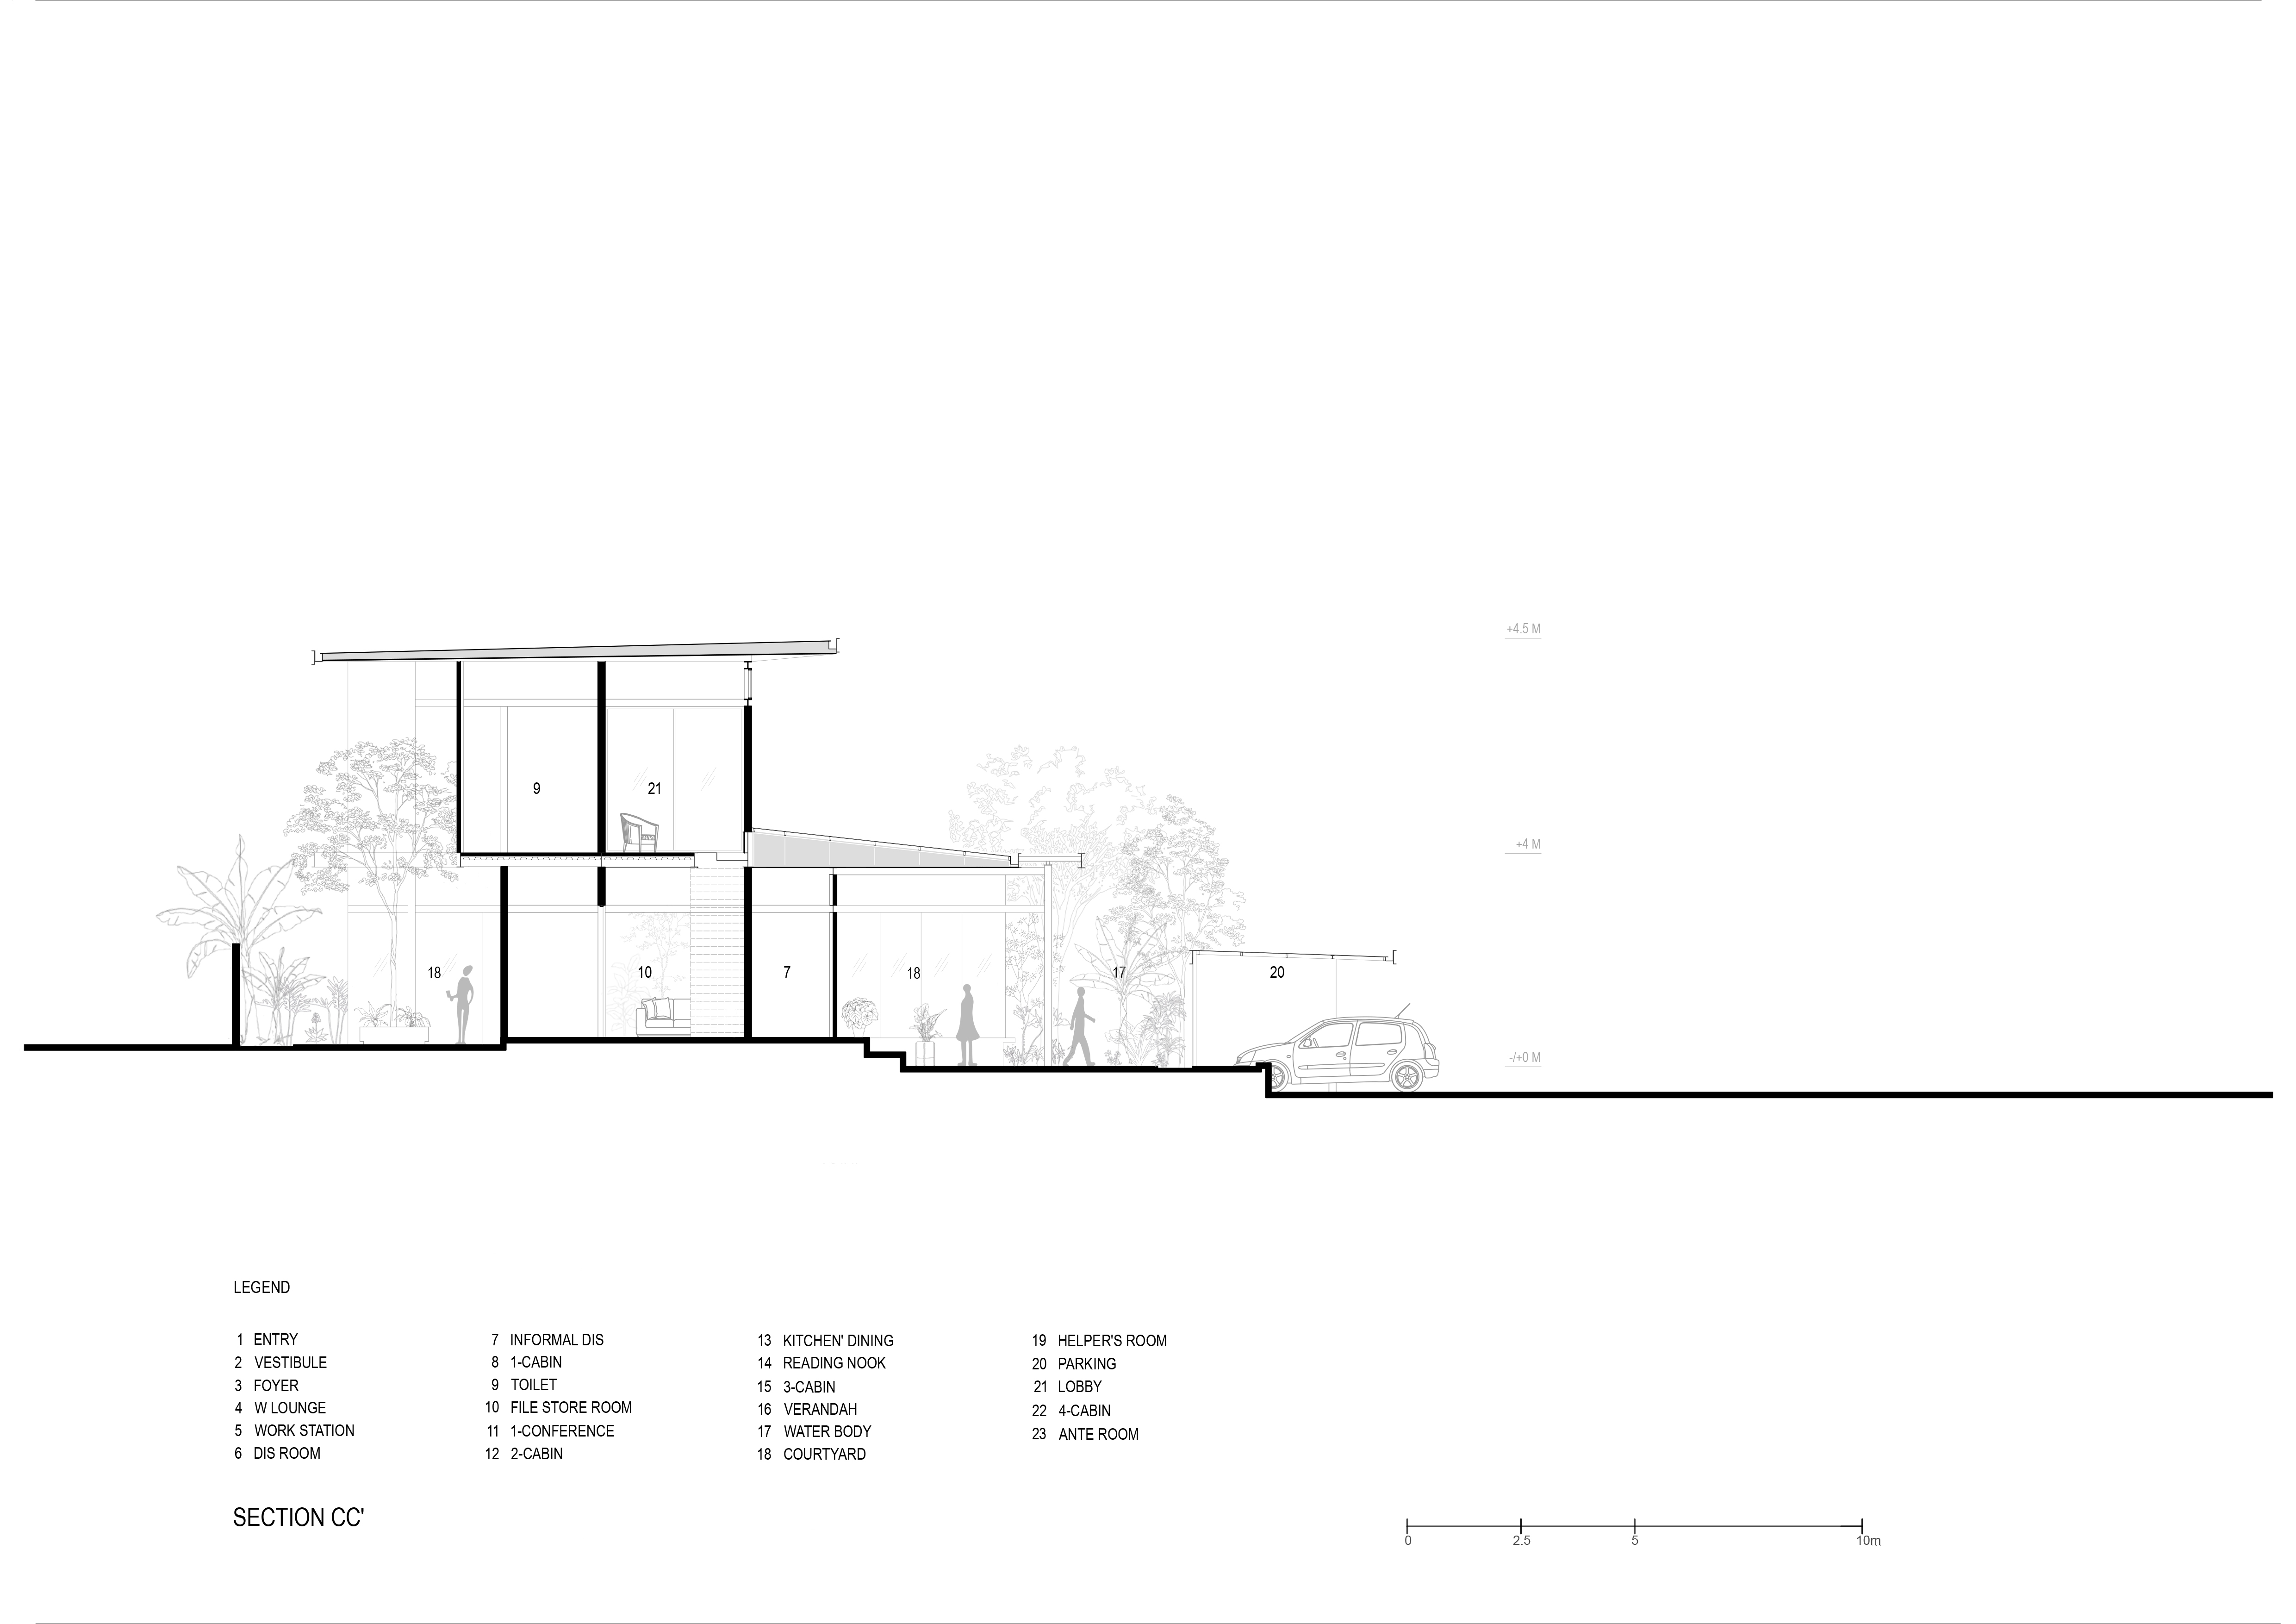 +4.5 M
9
21
+4 M
18
10
7
18
17
20
-/+0 M
LEGEND
1 ENTRY
2 VESTIBULE
3 FOYER
4 W LOUNGE
5 WORK STATION
6 DIS ROOM
7 INFORMAL DIS
8 1-CABIN
9 TOILET
10 FILE STORE ROOM
11 1-CONFERENCE
12 2-CABIN
13 KITCHEN' DINING
14 READING NOOK
15 3-CABIN
16 VERANDAH
17 WATER BODY
18 COURTYARD
19 HELPER'S ROOM
20 PARKING
21 LOBBY
22 4-CABIN
23 ANTE ROOM
SECTION CC'
0 2.5 5 10m